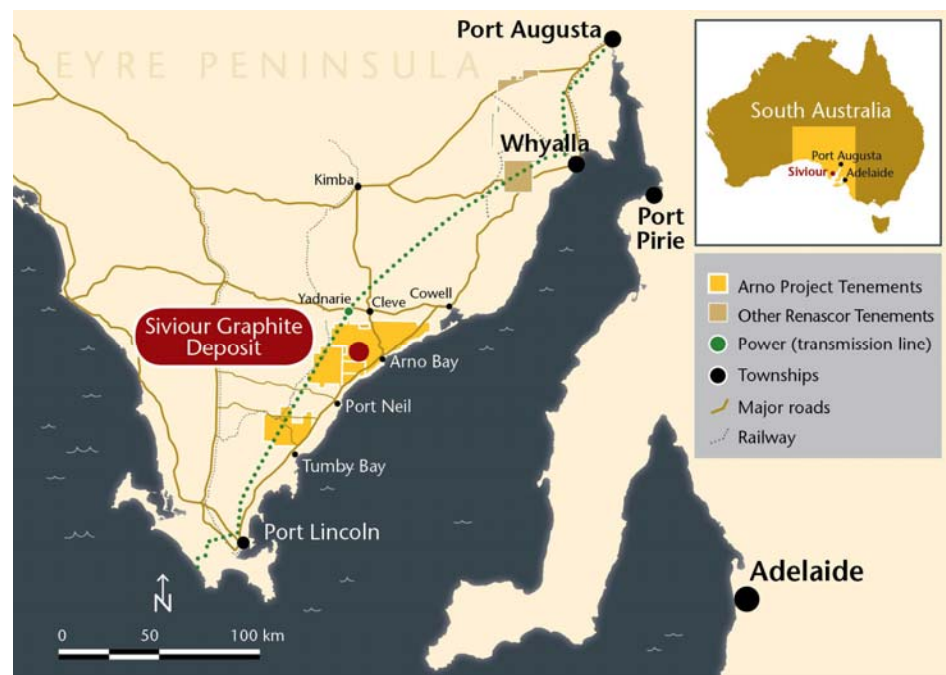 EYRE PENINSULA
Port Augusta
Whyalla
Kimba
Port
Pirie
Yadnarie
Cleve
Cowell
Siviour Graphite
Deposit
Arno Bay
Port Neil
Tumby Bay
Port Lincoln
Adelaide
N
0 50 100 km
South Australia
Port Augusta
Siviour
Adelaide
Arno Project Tenements
Other Renascor Tenements
Power (transmission line)
Townships
Major roads
Railway